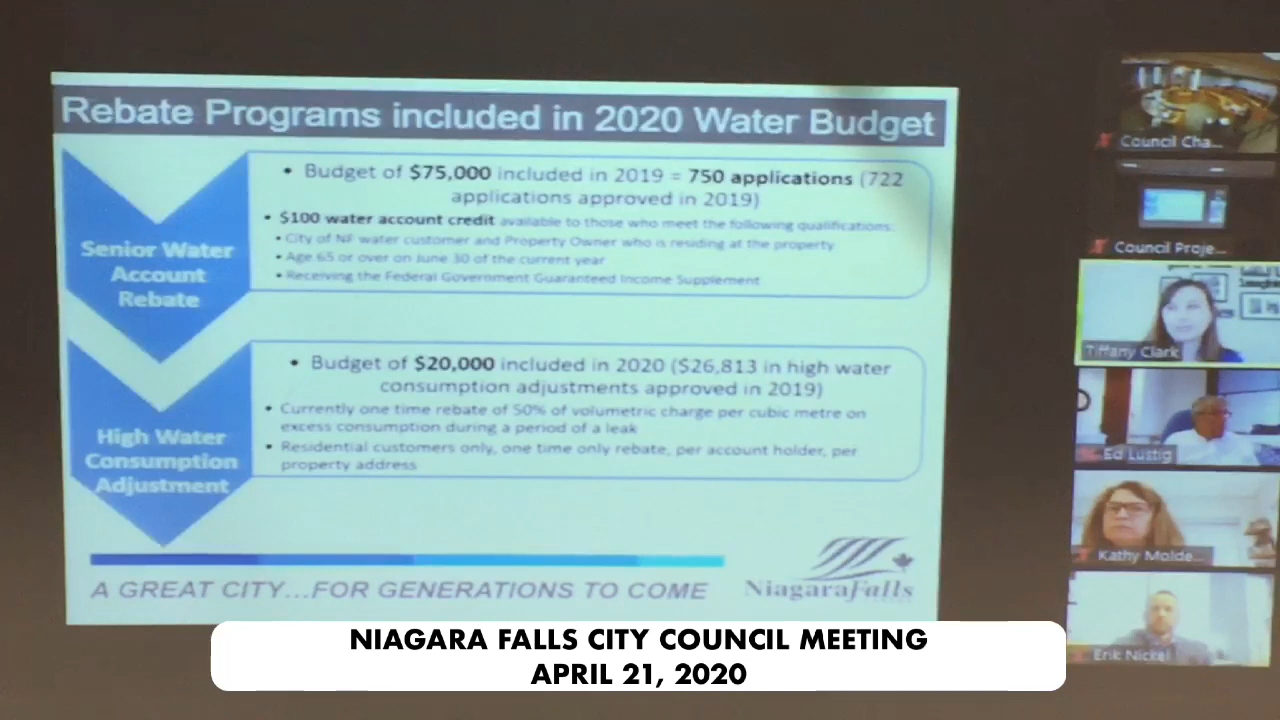 Rebate Programs included in 2020 Water Budget
Senior Water
Account
Rebate
• Budget of $75,000 included in 2019 = 750 applications (722
applications approved in 2019)
• $100 water account credit available to those who meet the following qualifications:
• City of NF water customer and Property Owner who is residing at the property
• Age 65 or over on June 30 of the current year
• Receiving the Federal Government Guaranteed Income Supplement
High Water
Consumption
Adjustment
• Budget of $20,000 included in 2020 ($26,813 in high water
consumption adjustments approved in 2019)
• Currently one time rebate of 50% of volumetric charge per cubic metre on
excess consumption during a period of a leak
• Residential customers only, one time only rebate, per account holder, per
property address
A GREAT CITY...FOR GENERATIONS TO COME
NiagaraFalls
Council Cha...
Council Proje...
Tiffany Clark
Ed Lustig
Kathy Molde...
Erik Nickel
NIAGARA FALLS CITY COUNCIL MEETING
APRIL 21, 2020